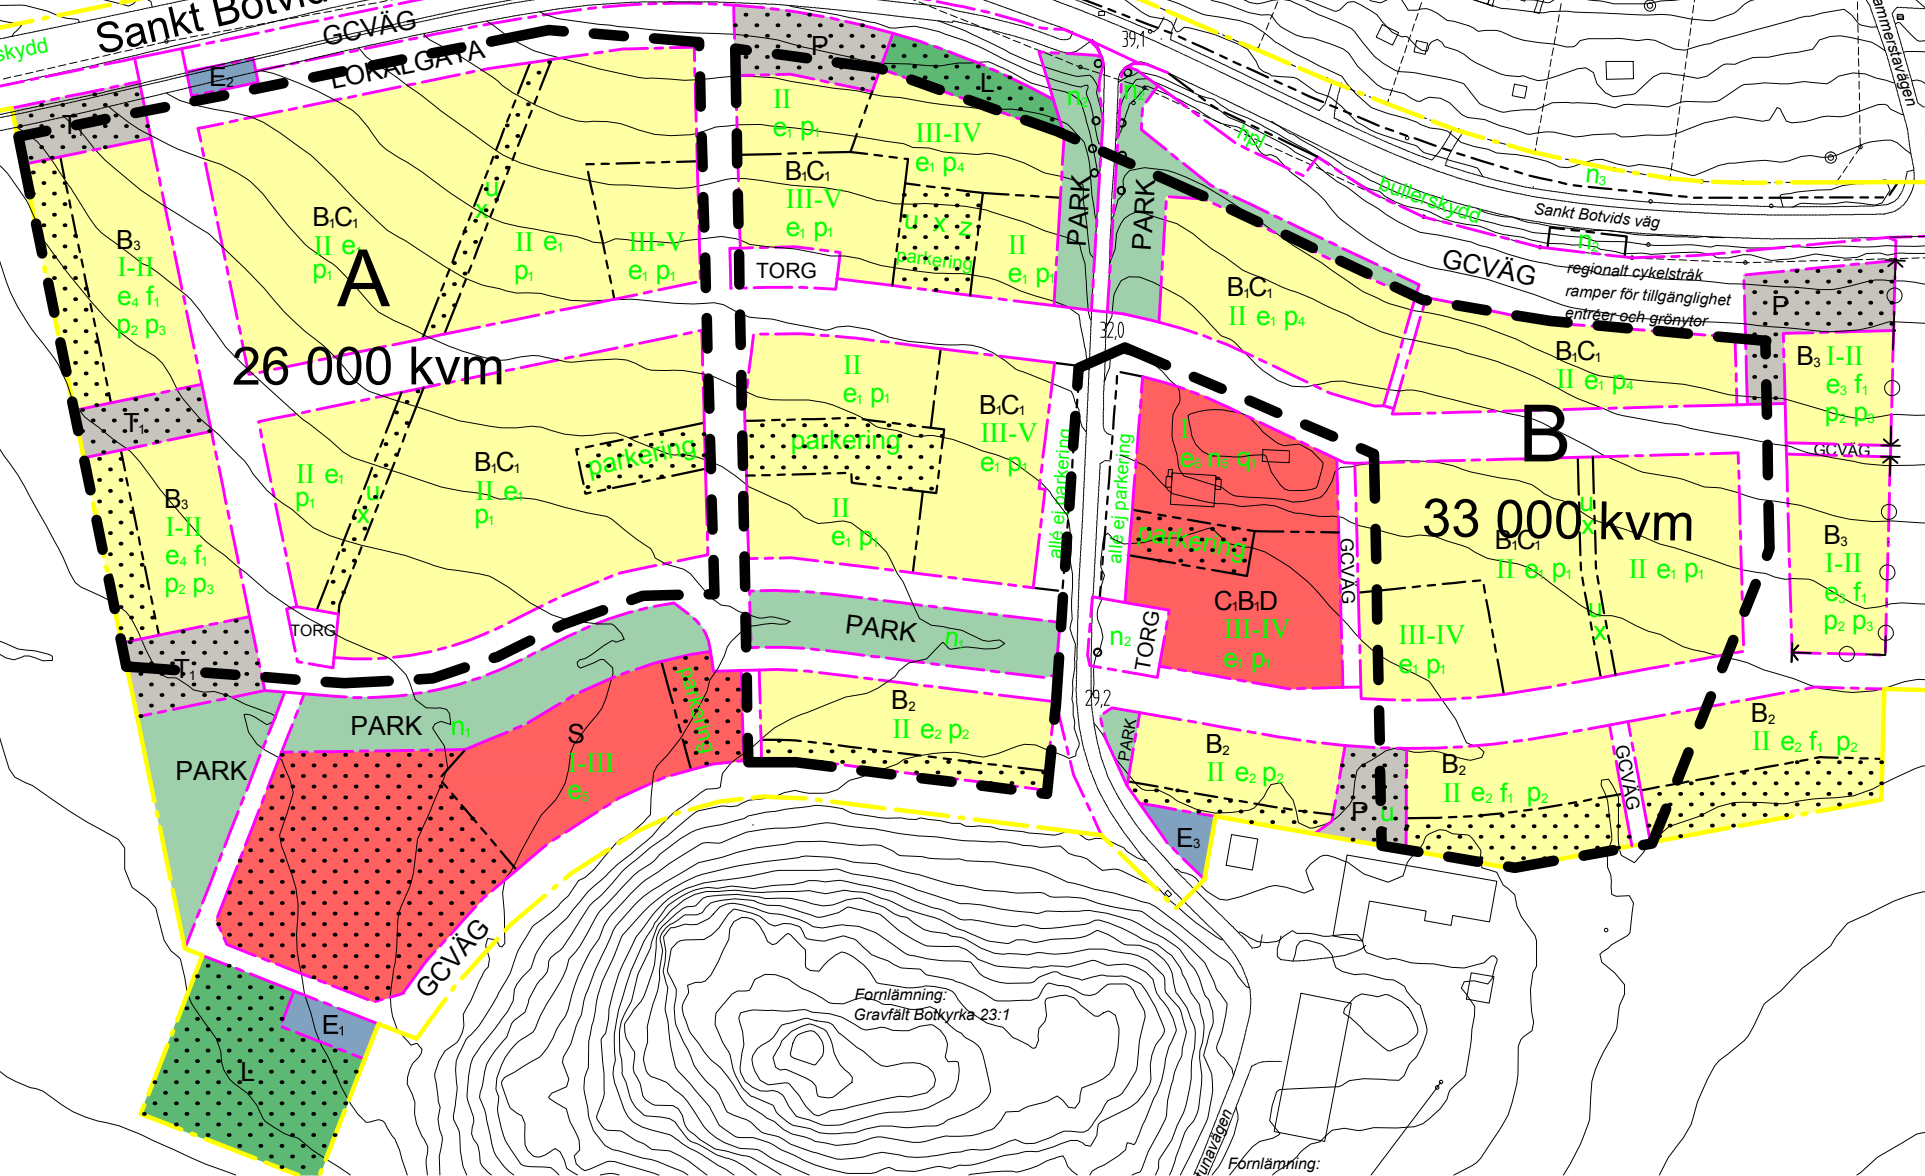 Sankt Botvids
skydd
GCVÄG
LOKALGATA
E2
T1
P
L
39,1
n2
n2
hpl
bullerskydd
n3
Sankt Botvids väg
n2
GCVÄG
regionalt cykelstråk
ramper för tillgänglighet
entréer och grönytor
P
B3
I-II
e4 f1
p2 p3
B1C1
II e1
p1
A
26 000 kvm
u
x
II e1
p1
III-V
e1 p1
II
e1 p1
III-IV
e1 p4
B1C1
III-V
e1 p1
u x z
parkering
II
e1 p1
TORG
PARK
PARK
B1C1
II e1 p4
32,0
B1C1
II e1 p4
B3
I-II
e3 f1
p2 p3
GCVÄG
T1
B3
I-II
e4 f1
p2 p3
II e1
p1
u
x
B1C1
II e1
p1
parkering
II
e1 p1
parkering
II
e1 p1
B1C1
III-V
e1 p1
alle ej parkering
alle ej parkering
I
parkering
GCVÄG
B
33 000 kvm
B1C1
II e1 p1
u
x
II e1 p1
u
x
III-IV
e1 p1
B3
I-II
e3 f1
p2 p3
C1B1D
III-IV
e1 p1
TORG
n2
TORG
T1
PARK
n1
PARK
n1
PARK
S
I-III
parkering
B2
II e2 p2
29,2
PARK
B2
II e2 p2
P
u
B2
II e2 f1 p2
GCVÄG
B2
II e2 f1 p2
E3
GCVÄG
E1
L
Fornlämning:
Gravfält Botkyrka 23:1
Fornlämning: